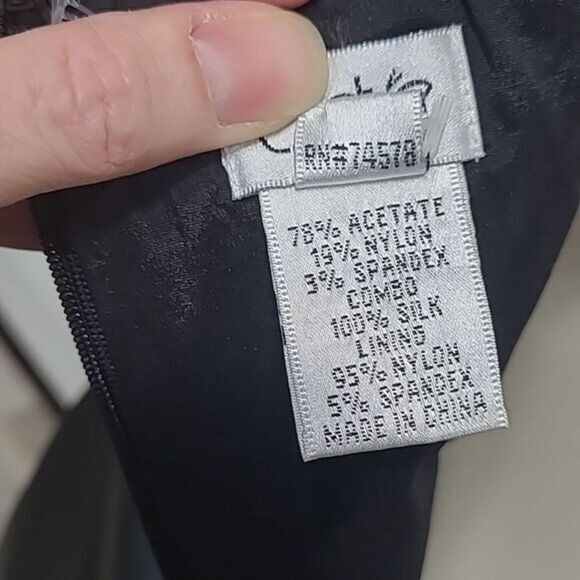 RN#74578
78% ACETATE
19% NYLON
3% SPANDEX
COMBO
100% SILK
LINING
95% NYLON
5% SPANDEX
MADE IN CHINA